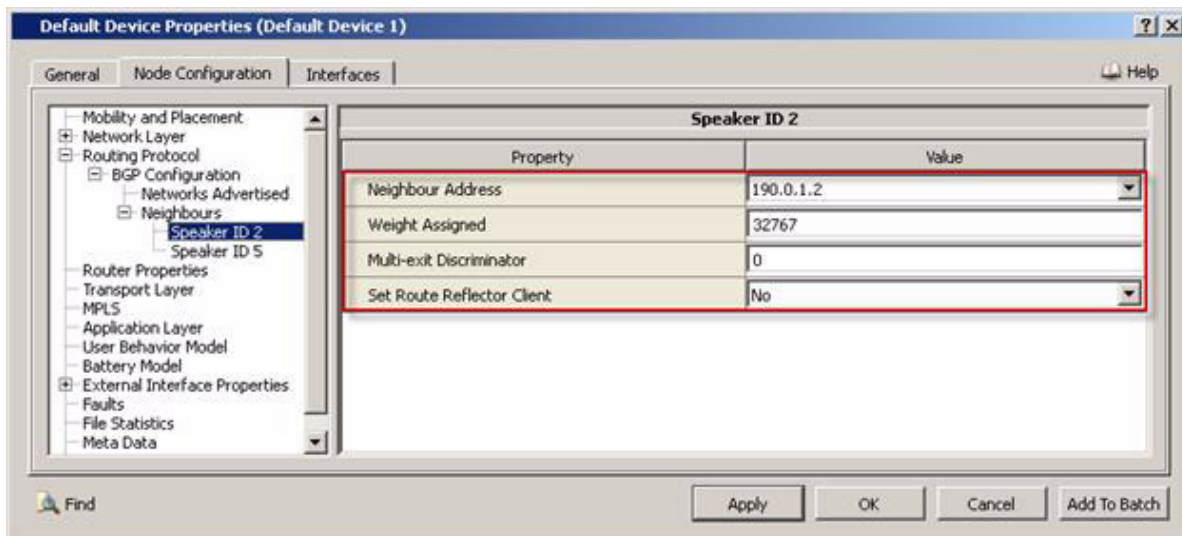 Default Device Properties (Default Device 1)
General Node Configuration Interfaces Help
Mobility and Placement
Network Layer
Routing Protocol
BGP Configuration
Networks Advertised
Neighbours
Speaker ID 2
Speaker ID 5
Router Properties
Transport Layer
MPLS
Application Layer
User Behavior Model
Battery Model
External Interface Properties
Faults
File Statistics
Meta Data
Speaker ID 2
Property Value
Neighbour Address 190.0.1.2
Weight Assigned 32767
Multi-exit Discriminator 0
Set Route Reflector Client No
Find Apply OK Cancel Add To Batch